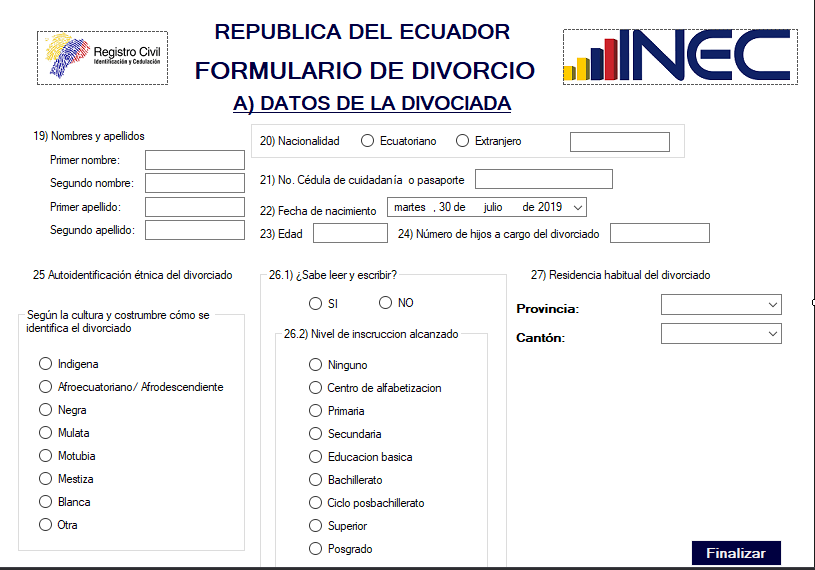 REPUBLICA DEL ECUADOR
Registro Civil
Identificación y Cedulación
INEC
FORMULARIO DE DIVORCIO
A) DATOS DE LA DIVOCIADA
19) Nombres y apellidos
Primer nombre:
Segundo nombre:
Primer apellido:
Segundo apellido:
20) Nacionalidad Ecuatoriano Extranjero
21) No. Cédula de cuidadanía o pasaporte
22) Fecha de nacimiento martes , 30 de julio de 2019
23) Edad 24) Número de hijos a cargo del divorciado
25 Autoidentificación étnica del divorciado
Según la cultura y costrumbre cómo se
identifica el divorciado
Indigena
Afroecuatoriano/ Afrodescendiente
Negra
Mulata
Motubia
Mestiza
Blanca
Otra
26.1) ¿Sabe leer y escribir?
SI NO
26.2) Nivel de inscruccion alcanzado
Ninguno
Centro de alfabetizacion
Primaria
Secundaria
Educacion basica
Bachillerato
Ciclo posbachillerato
Superior
Posgrado
27) Residencia habitual del divorciado
Provincia:
Cantón:
Finalizar